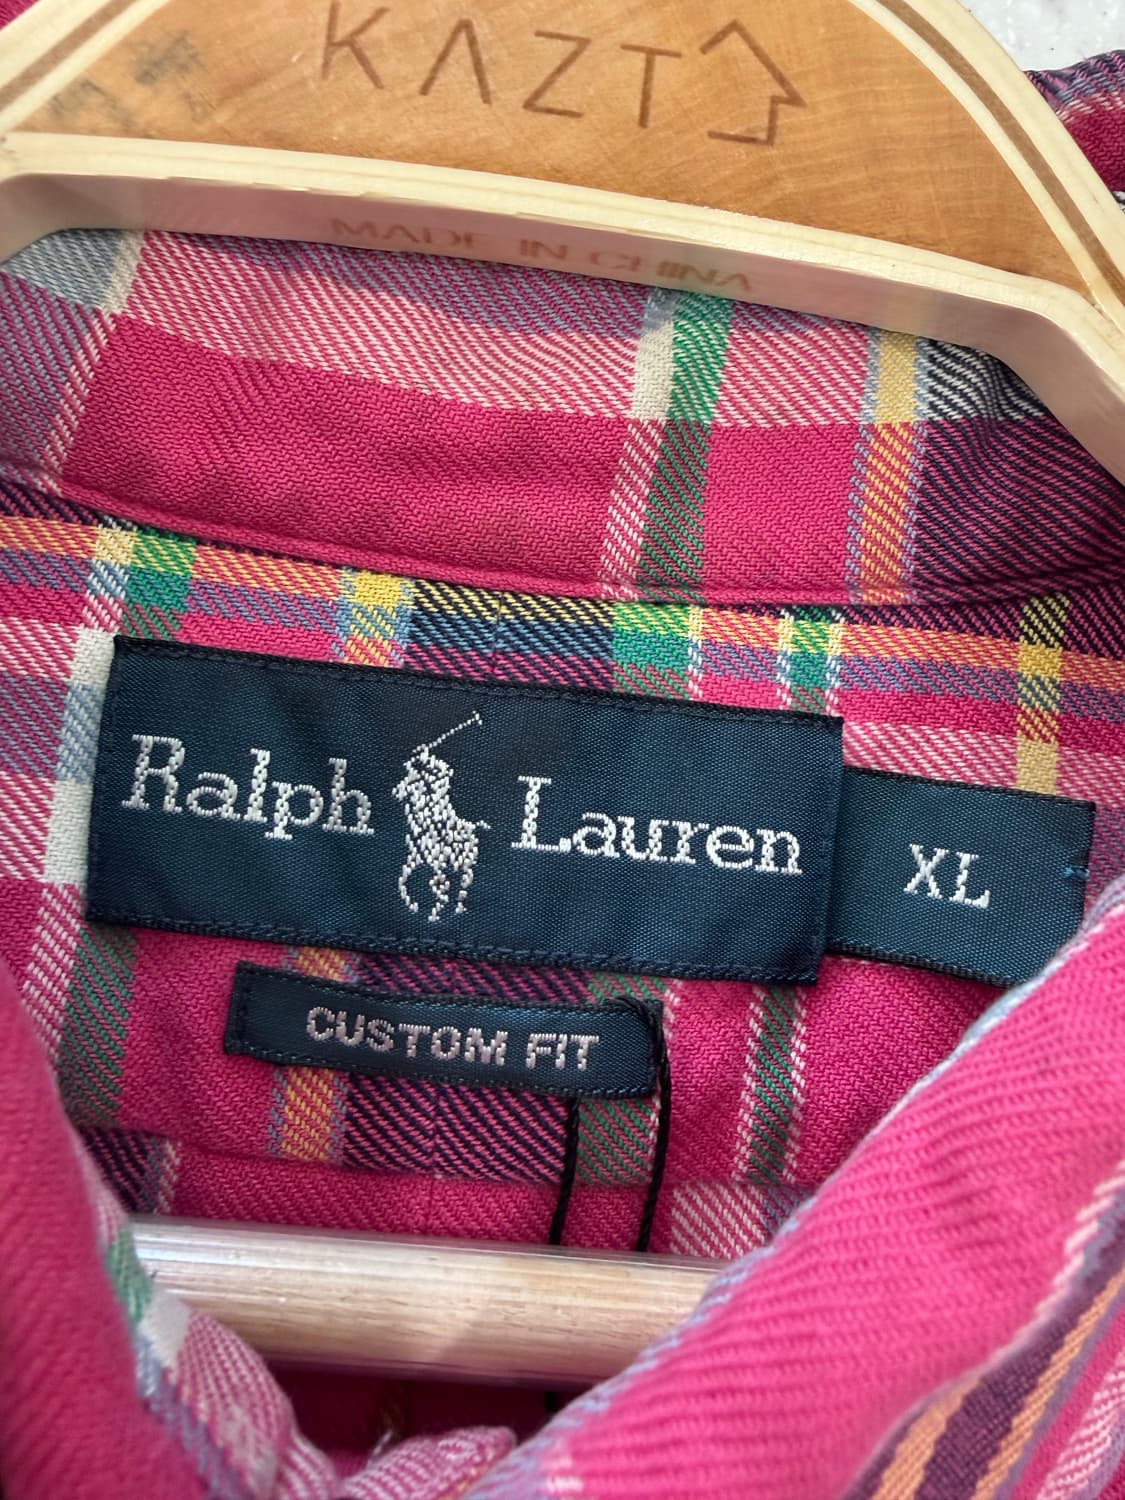 KAZT
MADE IN CHINA
Ralph Lauren
XL
CUSTOM FIT